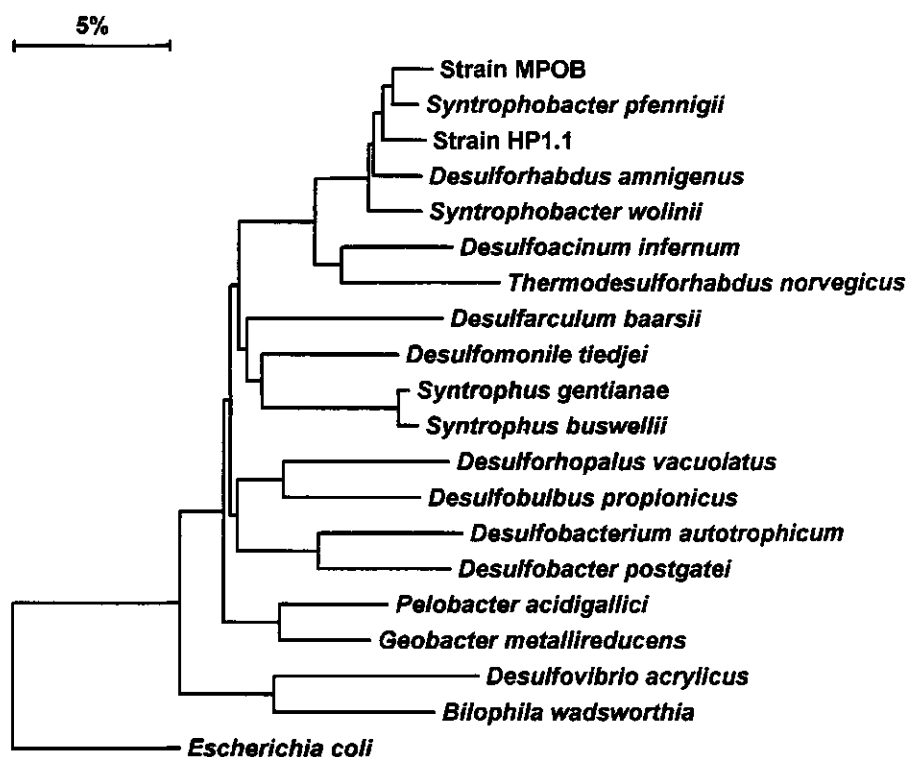 5%
Strain MPOB
Syntrophobacter pfennigii
Strain HP1.1
Desulforhabdus amnigenus
Syntrophobacter wolinii
Desulfoacinum infernum
Thermodesulforhabdus norvegicus
Desulfarculum baarsii
Desulfomonile tiedjei
Syntrophus gentianae
Syntrophus buswellii
Desulforhopalus vacuolatus
Desulfobulbus propionicus
Desulfobacterium autotrophicum
Desulfobacter postgatei
Pelobacter acidigallici
Geobacter metallireducens
Desulfovibrio acrylicus
Bilophila wadsworthia
Escherichia coli